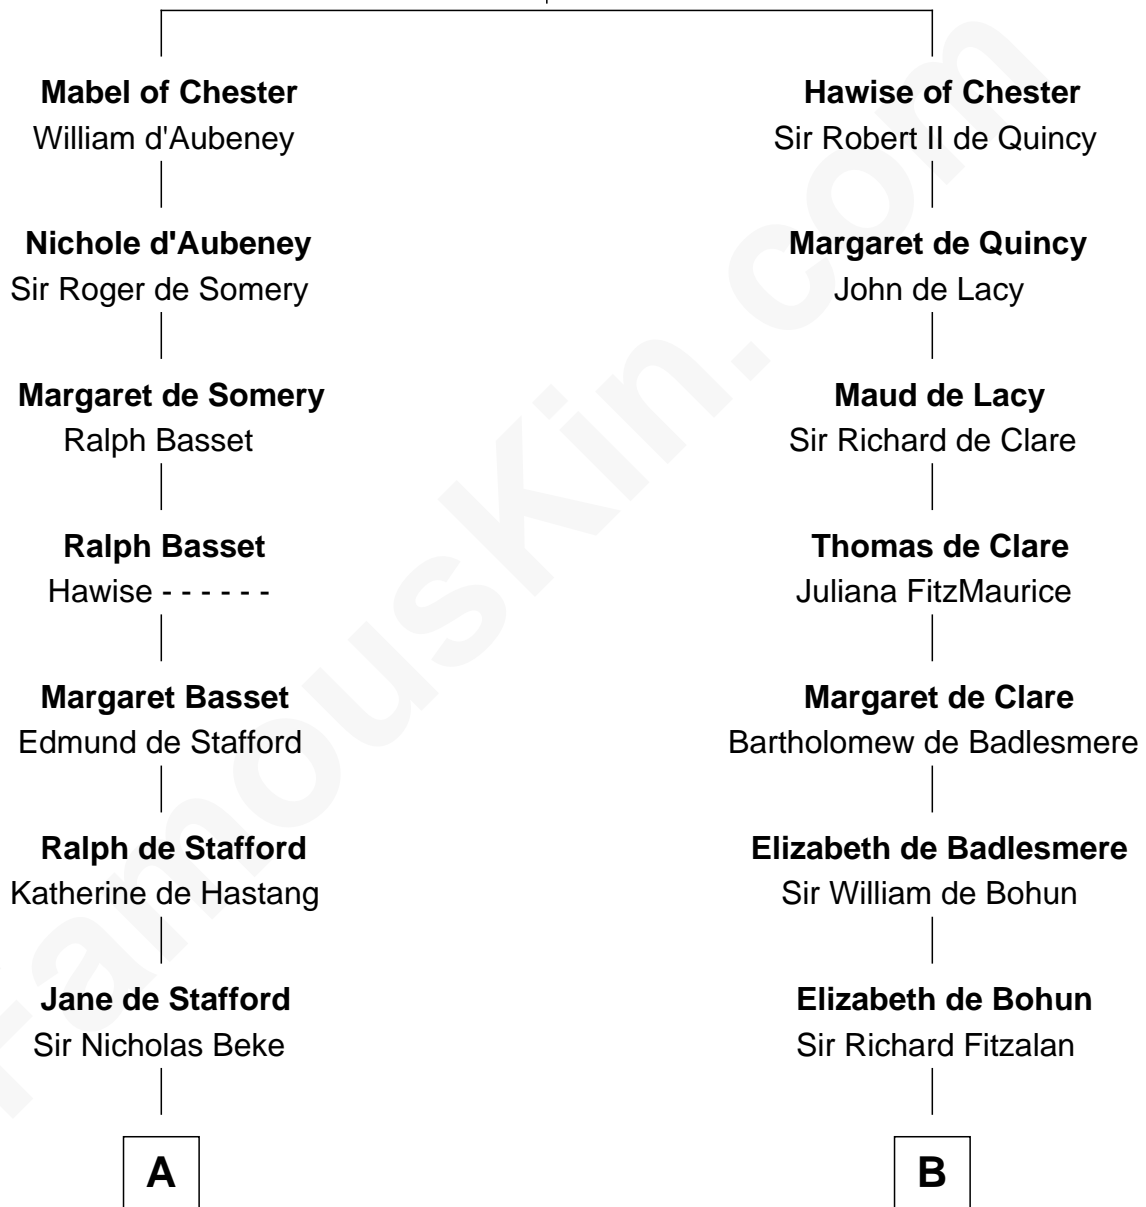 Mabel of Chester
William d'Aubeney
Hawise of Chester
Sir Robert II de Quincy
Nichole d'Aubeney
Sir Roger de Somery
Margaret de Quincy
John de Lacy
Margaret de Somery
Ralph Basset
Maud de Lacy
Sir Richard de Clare
Ralph Basset
Hawise - - - - - -
Thomas de Clare
Juliana FitzMaurice
Margaret Basset
Edmund de Stafford
Margaret de Clare
Bartholomew de Badlesmere
Ralph de Stafford
Katherine de Hastang
Elizabeth de Badlesmere
Sir William de Bohun
Jane de Stafford
Sir Nicholas Beke
Elizabeth de Bohun
Sir Richard Fitzalan
A
B
FamousKin.com